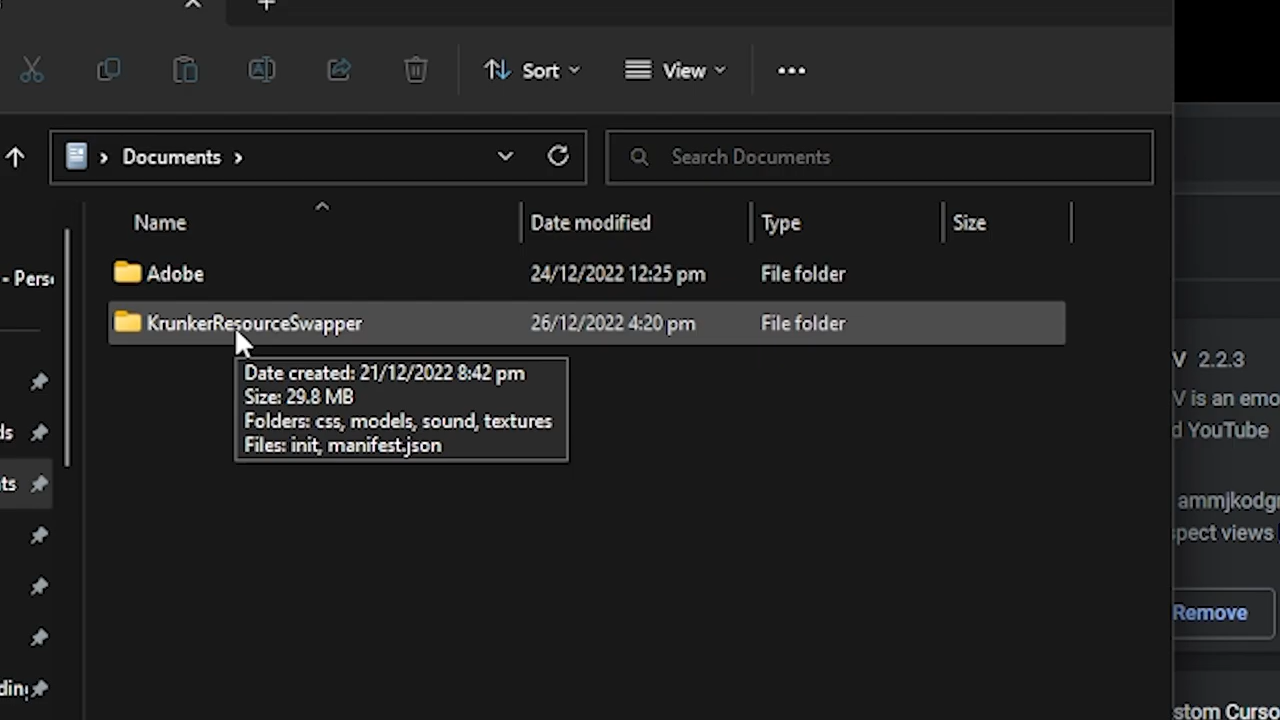 Sort
View
Documents
Search Documents
Name
Date modified
Type
Size
Adobe
24/12/2022 12:25 pm
File folder
KrunkerResourceSwapper
26/12/2022 4:20 pm
File folder
Date created: 21/12/2022 8:42 pm
Size: 29.8 MB
Folders: css, models, sound, textures
Files: init, manifest.json
- Pers
ds
ts
V 2.2.3
V is an emo
d YouTube
ammjkodg
pect views
Remove
stom Curso